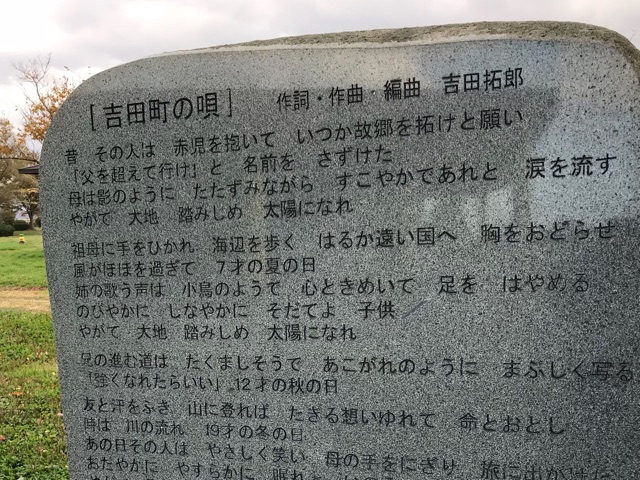 [吉田町の唄]　作詞・作曲・編曲　吉田拓郎
昔　その人は　赤児を抱いて　いつか故郷を拓けと願い
「父を超えて行け」と　名前を　さずけた
母は影のように　たたずみながら　すこやかであれと　涙を流す
やがて　大地　踏みしめ　太陽になれ
祖母に手をひかれ　海辺を歩く　はるか遠い国へ　胸をおどらせ
風がほほを過ぎて　7才の夏の日
姉の歌う声は　小鳥のようで　心ときめいて　足を　はやめる
のびやかに　しなやかに　そだてよ　子供
やがて　大地　踏みしめ　太陽になれ
兄の進む道は　たくましそうで　あこがれのように　まぶしく写る
「強くなれたらいい」12才の秋の日
友と汗をふき　山に登れば　たぎる想いゆれて　命とおとし
時は　川の流れ　19才の冬の日
あの日その人は　やさしく笑い　母の手をにぎり　旅に出かけた
おだやかに　やすらかに　眠れ